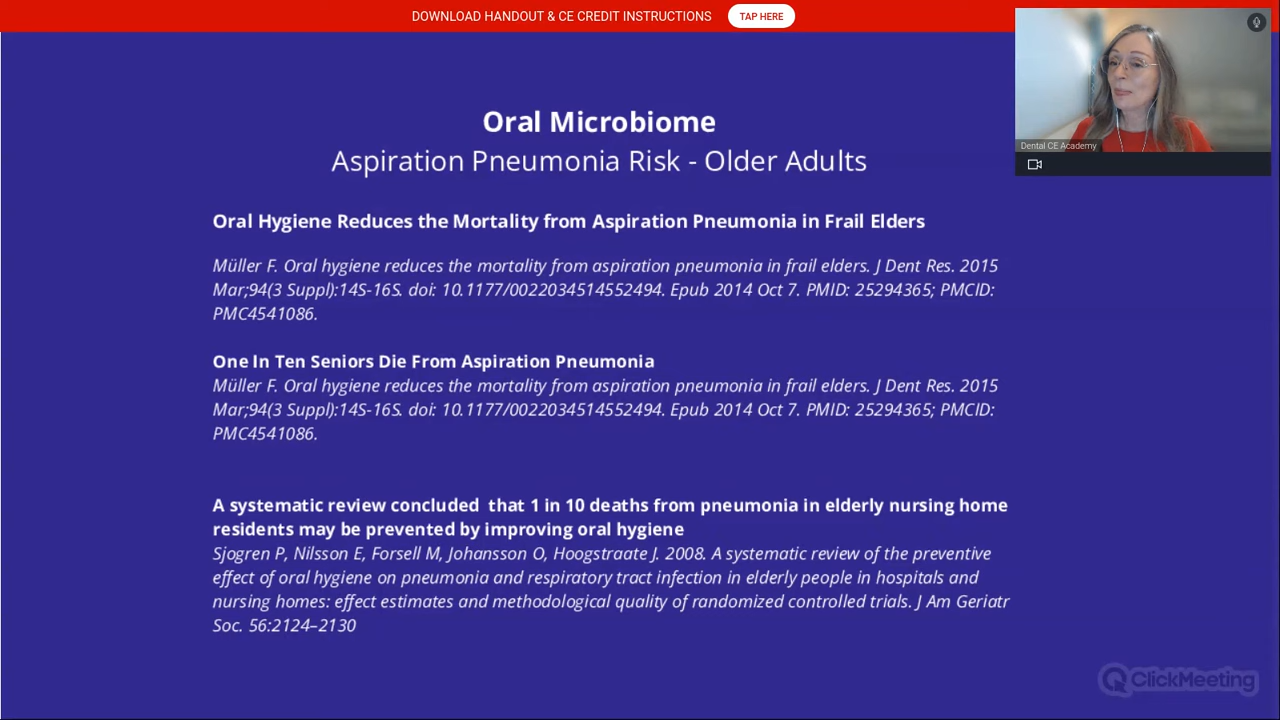 DOWNLOAD HANDOUT & CE CREDIT INSTRUCTIONS TAP HERE
Dental CE Academy
Oral Microbiome
Aspiration Pneumonia Risk - Older Adults
Oral Hygiene Reduces the Mortality from Aspiration Pneumonia in Frail Elders
Müller F. Oral hygiene reduces the mortality from aspiration pneumonia in frail elders. J Dent Res. 2015
Mar;94(3 Suppl):14S-16S. doi: 10.1177/0022034514552494. Epub 2014 Oct 7. PMID: 25294365; PMCID:
PMC4541086.
One In Ten Seniors Die From Aspiration Pneumonia
Müller F. Oral hygiene reduces the mortality from aspiration pneumonia in frail elders. J Dent Res. 2015
Mar;94(3 Suppl):14S-16S. doi: 10.1177/0022034514552494. Epub 2014 Oct 7. PMID: 25294365; PMCID:
PMC4541086.
A systematic review concluded  that 1 in 10 deaths from pneumonia in elderly nursing home
residents may be prevented by improving oral hygiene
Sjogren P, Nilsson E, Forsell M, Johansson O, Hoogstraate J. 2008. A systematic review of the preventive
effect of oral hygiene on pneumonia and respiratory tract infection in elderly people in hospitals and
nursing homes: effect estimates and methodological quality of randomized controlled trials. J Am Geriatr
Soc. 56:2124–2130
ClickMeeting